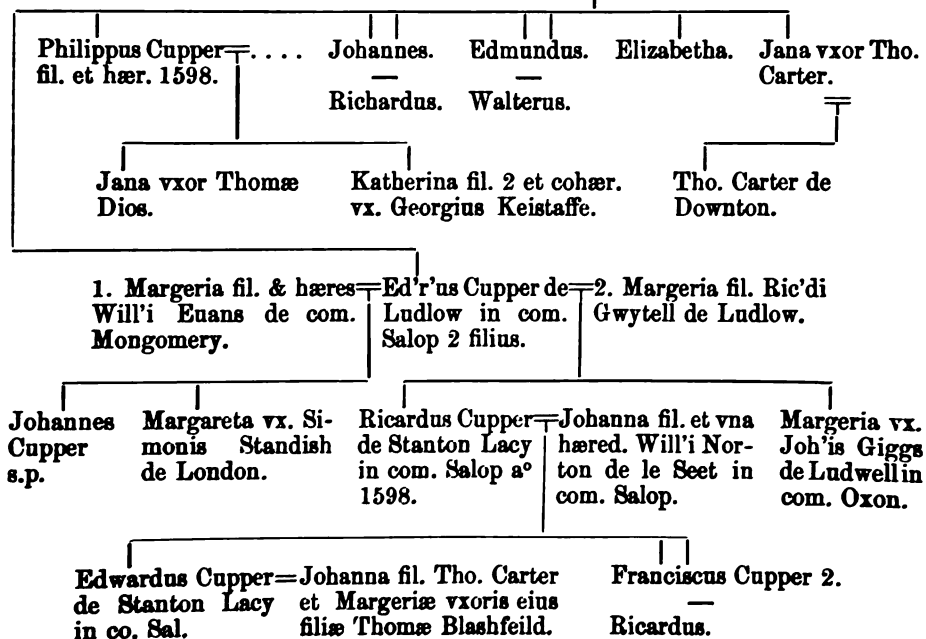 Philippus Cupper=. . . .
fil. et hær. 1598.
Johannes.
—
Richardus.
Edmundus.
—
Walterus.
Elizabetha.
Jana vxor Tho.
Carter.
Jana vxor Thomæ
Dios.
Katherina fil. 2 et cohær.
vx. Georgius Keistaffe.
Tho. Carter de
Downton.
1. Margeria fil. & hæres=
Will'i Euans de com.
Mongomery.
Ed'r'us Cupper de=
Ludlow in com.
Salop 2 filius.
2. Margeria fil. Ric'di
Gwytell de Ludlow.
Johannes
Cupper
s.p.
Margareta vx. Si-
monis Standish
de London.
Ricardus Cupper=
de Stanton Lacy
in com. Salop aº
1598.
Johanna fil. et vna
hæred. Will'i Nor-
ton de le Seet in
com. Salop.
Margeria vx.
Joh'is Giggs
de Ludwell in
com. Oxon.
Edwardus Cupper=
de Stanton Lacy
in co. Sal.
Johanna fil. Tho. Carter
et Margeriæ vxoris eius
filiæ Thomæ Blashfeild.
Franciscus Cupper 2.
—
Ricardus.